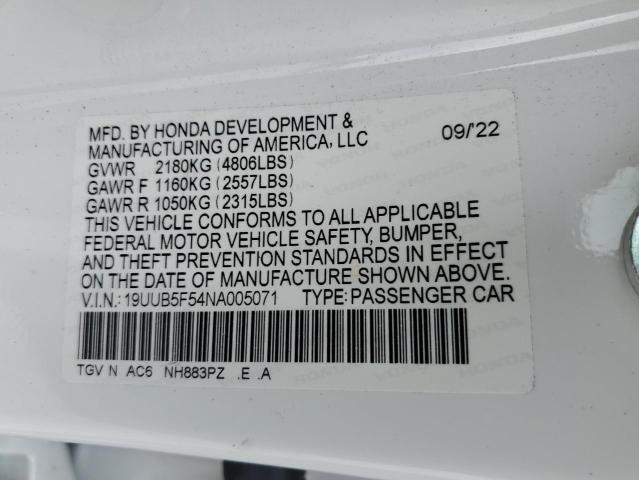 MFD. BY HONDA DEVELOPMENT &
MANUFACTURING OF AMERICA, LLC 09/'22
GVWR 2180KG (4806LBS)
GAWR F 1160KG (2557LBS)
GAWR R 1050KG (2315LBS)
THIS VEHICLE CONFORMS TO ALL APPLICABLE
FEDERAL MOTOR VEHICLE SAFETY, BUMPER,
AND THEFT PREVENTION STANDARDS IN EFFECT
ON THE DATE OF MANUFACTURE SHOWN ABOVE.
V.I.N.: 19UUB5F54NA005071 TYPE: PASSENGER CAR
TGV N AC6 NH883PZ .E .A